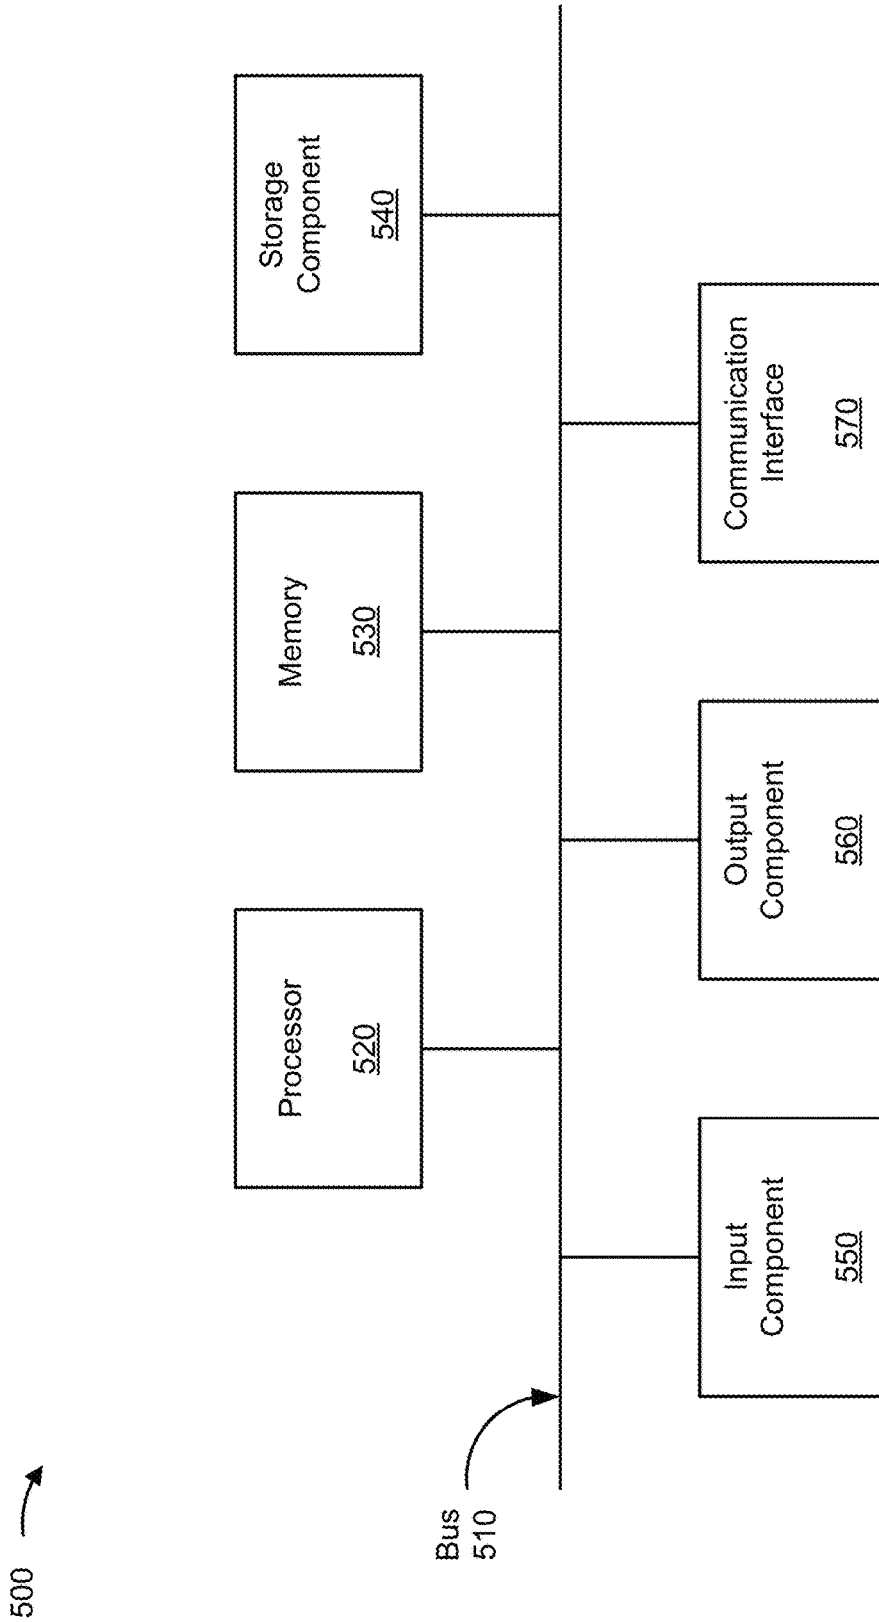 500
Bus
510
Processor
520
Memory
530
Storage
Component
540
Input
Component
550
Output
Component
560
Communication
Interface
570